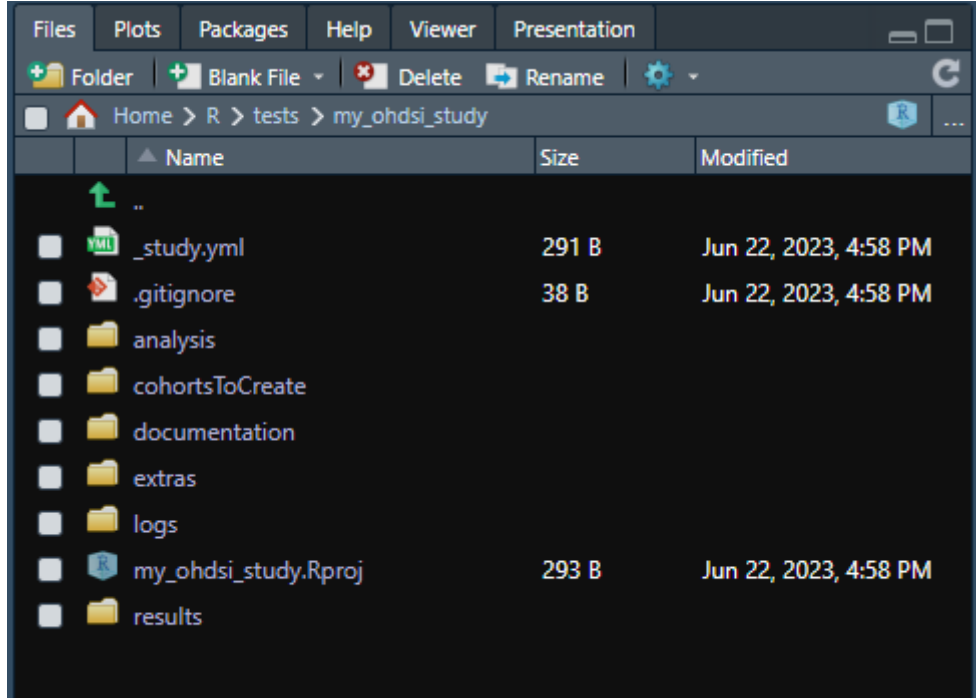 Files Plots Packages Help Viewer Presentation
Folder Blank File Delete Rename
Home R tests my_ohdsi_study ...
Name Size Modified
..
YML _study.yml 291 B Jun 22, 2023, 4:58 PM
.gitignore 38 B Jun 22, 2023, 4:58 PM
analysis
cohortsToCreate
documentation
extras
logs
R my_ohdsi_study.Rproj 293 B Jun 22, 2023, 4:58 PM
results